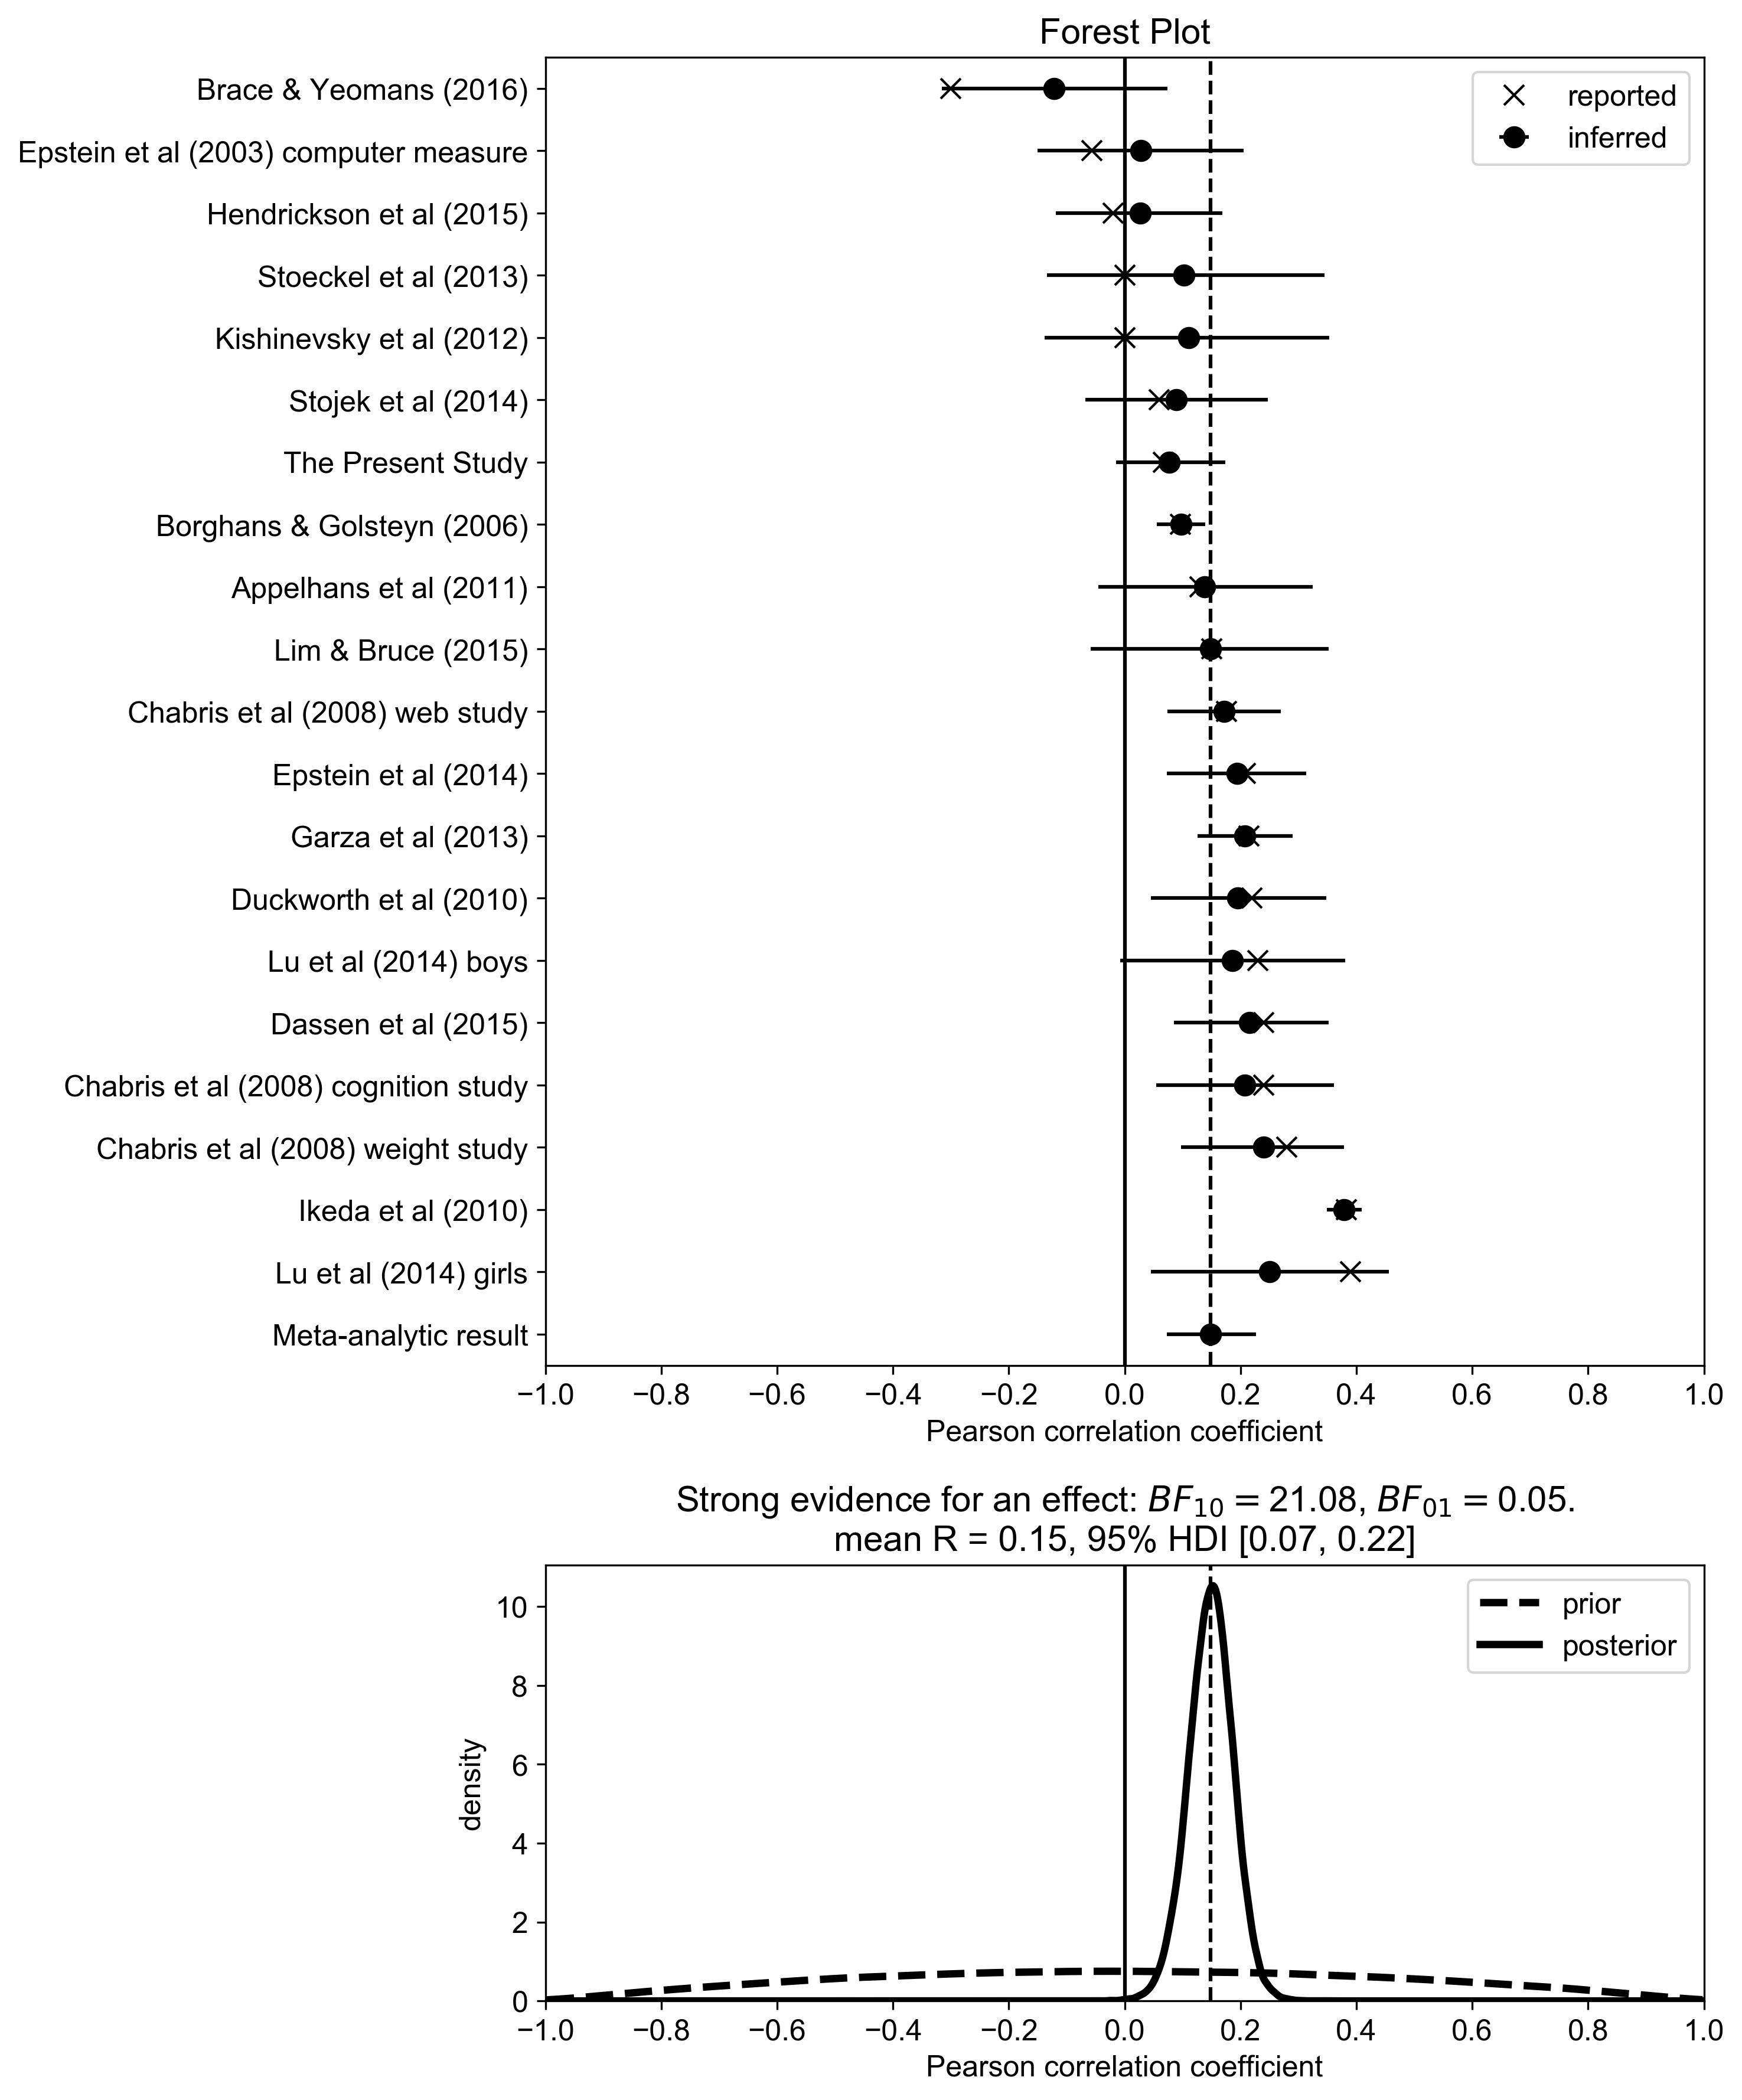 Forest Plot
Brace & Yeomans (2016)
Epstein et al (2003) computer measure
Hendrickson et al (2015)
Stoeckel et al (2013)
Kishinevsky et al (2012)
Stojek et al (2014)
The Present Study
Borghans & Golsteyn (2006)
Appelhans et al (2011)
Lim & Bruce (2015)
Chabris et al (2008) web study
Epstein et al (2014)
Garza et al (2013)
Duckworth et al (2010)
Lu et al (2014) boys
Dassen et al (2015)
Chabris et al (2008) cognition study
Chabris et al (2008) weight study
Ikeda et al (2010)
Lu et al (2014) girls
Meta-analytic result
reported
inferred
−1.0 −0.8 −0.6 −0.4 −0.2 0.0 0.2 0.4 0.6 0.8 1.0
Pearson correlation coefficient
Strong evidence for an effect: BF₁₀ = 21.08, BF₀₁ = 0.05.
mean R = 0.15, 95% HDI [0.07, 0.22]
prior
posterior
density
10
8
6
4
2
0
−1.0 −0.8 −0.6 −0.4 −0.2 0.0 0.2 0.4 0.6 0.8 1.0
Pearson correlation coefficient